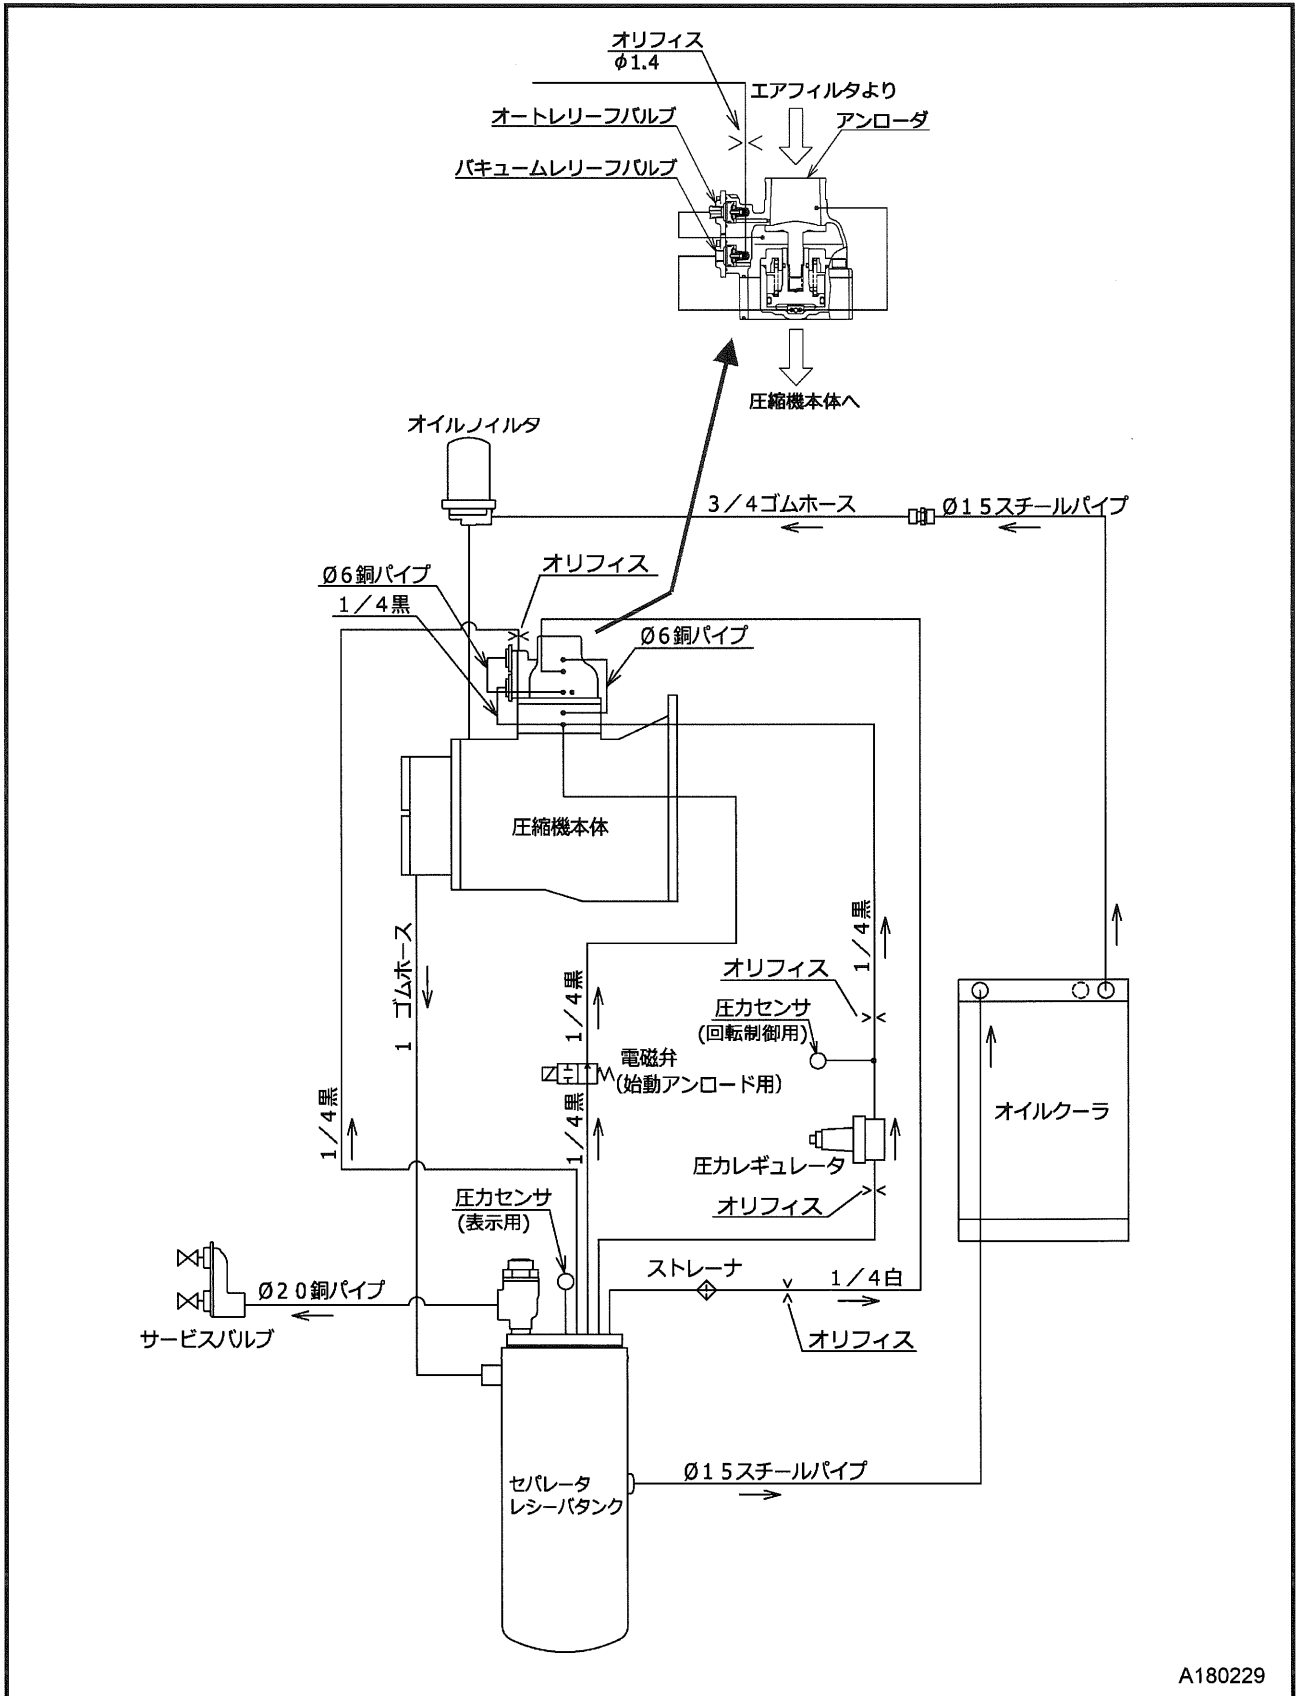 オリフィス
φ1.4
エアフィルタより
オートレリーフバルブ
アンローダ
バキュームレリーフバルブ
圧縮機本体へ
オイルフィルタ
3／4ゴムホース
Ø15スチールパイプ
オリフィス
Ø6銅パイプ
1／4黒
Ø6銅パイプ
圧縮機本体
1／4黒
1 ゴムホース
オリフィス
1／4黒
圧力センサ
(回転制御用)
電磁弁
(始動アンロード用)
オイルクーラ
1／4黒
1／4黒
圧力レギュレータ
圧力センサ
(表示用)
オリフィス
ストレーナ
1／4白
Ø20銅パイプ
サービスバルブ
オリフィス
Ø15スチールパイプ
セパレータ
レシーバタンク
A180229